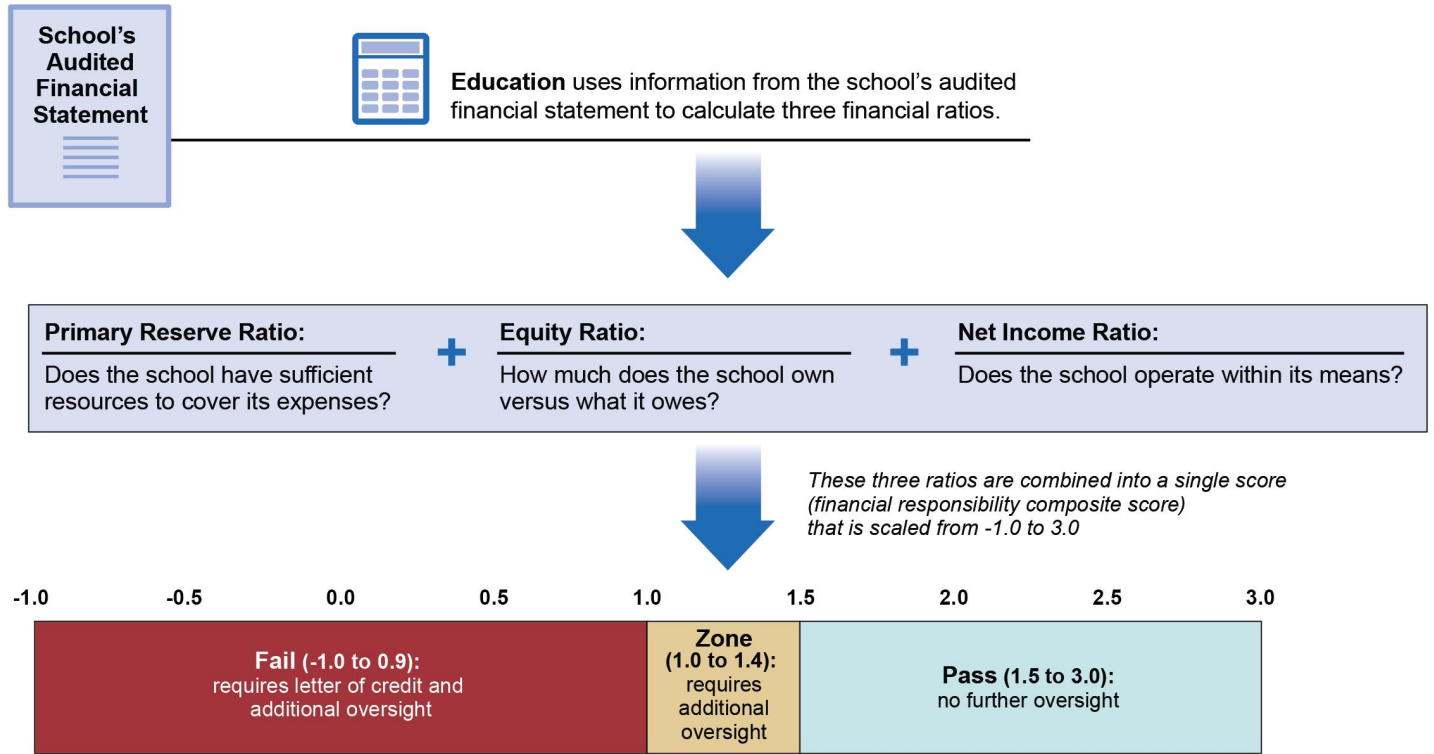 School's
Audited
Financial
Statement
Education uses information from the school's audited
financial statement to calculate three financial ratios.
Primary Reserve Ratio:
Does the school have sufficient
resources to cover its expenses?
+
Equity Ratio:
How much does the school own
versus what it owes?
+
Net Income Ratio:
Does the school operate within its means?
These three ratios are combined into a single score
(financial responsibility composite score)
that is scaled from -1.0 to 3.0
-1.0 -0.5 0.0 0.5 1.0 1.5 2.0 2.5 3.0
Fail (-1.0 to 0.9):
requires letter of credit and
additional oversight
Zone
(1.0 to 1.4):
requires
additional
oversight
Pass (1.5 to 3.0):
no further oversight